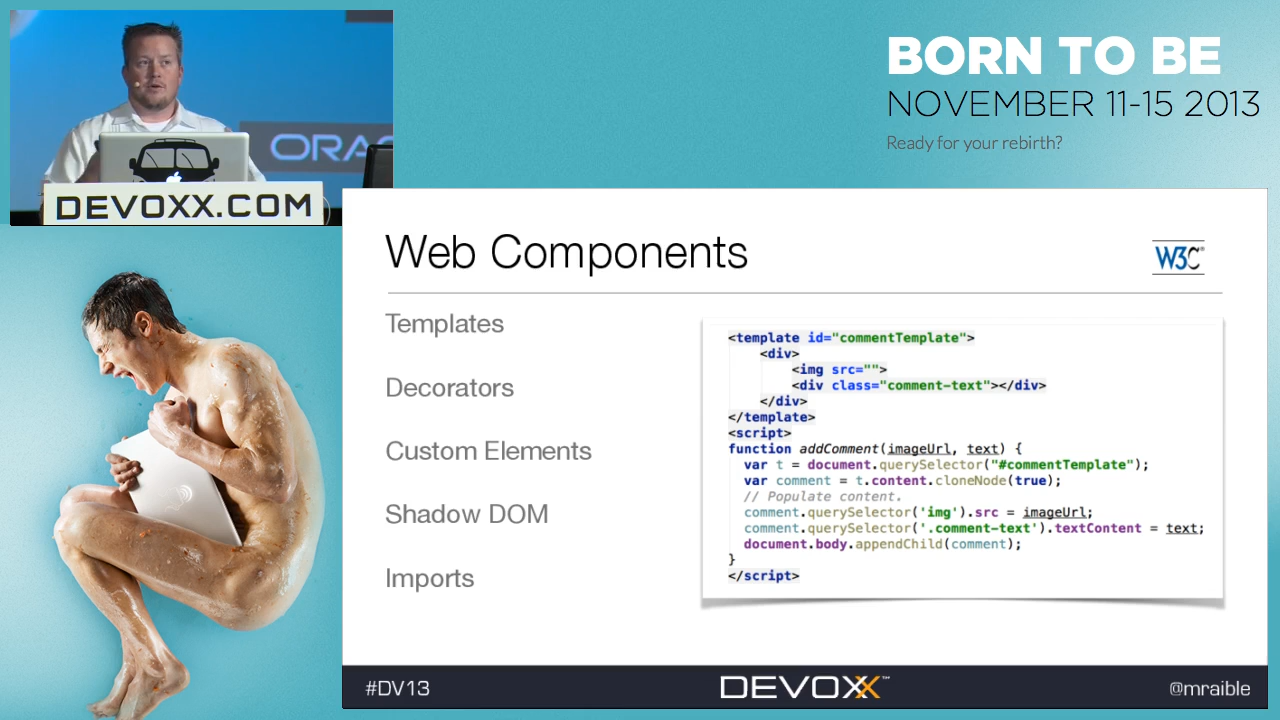 BORN TO BE
NOVEMBER 11-15 2013
Ready for your rebirth?
DEVOXX.COM
Web Components
W3C®
Templates
Decorators
Custom Elements
Shadow DOM
Imports
<template id="commentTemplate">
    <div>
        <img src="">
        <div class="comment-text"></div>
    </div>
</template>
<script>
function addComment(imageUrl, text) {
  var t = document.querySelector("#commentTemplate");
  var comment = t.content.cloneNode(true);
  // Populate content.
  comment.querySelector('img').src = imageUrl;
  comment.querySelector('.comment-text').textContent = text;
  document.body.appendChild(comment);
}
</script>
#DV13
DEVOXX™
@mraible